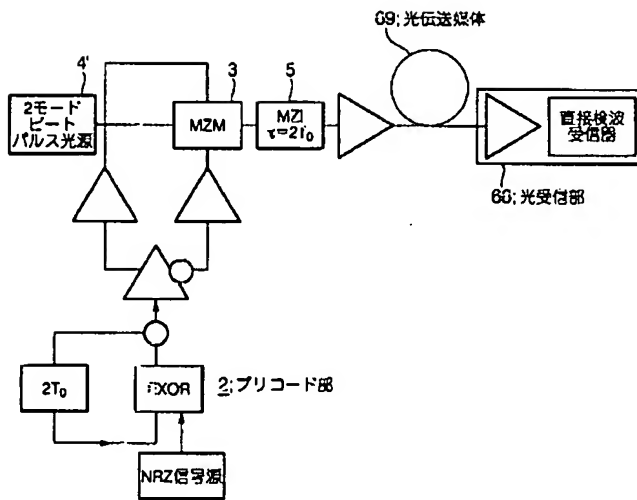 69;光伝送媒体
4'
3
5
2モード
ビート
パルス光源
MZM
MZI
τ=2T₀
直接検波
受信器
60;光受信部
2T₀
EXOR
2;プリコード部
NRZ信号源